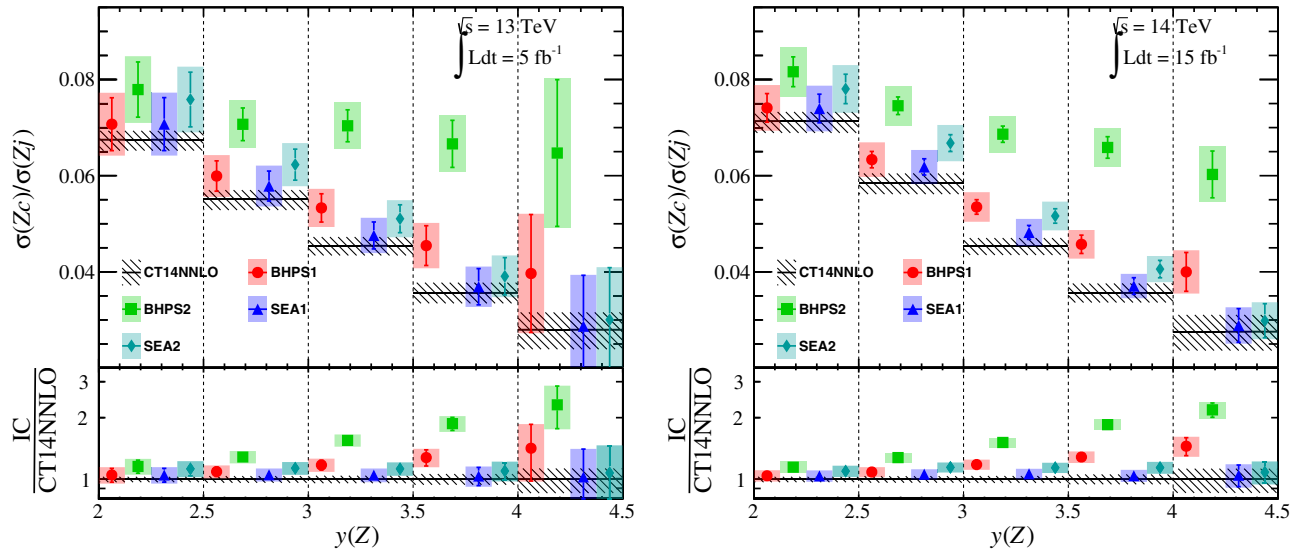 √s = 13 TeV
∫ Ldt = 5 fb⁻¹
σ(Zc)/σ(Zj)
0.08
0.06
0.04
CT14NNLO
BHPS1
BHPS2
SEA1
SEA2
IC
CT14NNLO
3
2
1
2 2.5 3 3.5 4 4.5
y(Z)
√s = 14 TeV
∫ Ldt = 15 fb⁻¹
σ(Zc)/σ(Zj)
0.08
0.06
0.04
CT14NNLO
BHPS1
BHPS2
SEA1
SEA2
IC
CT14NNLO
3
2
1
2 2.5 3 3.5 4 4.5
y(Z)